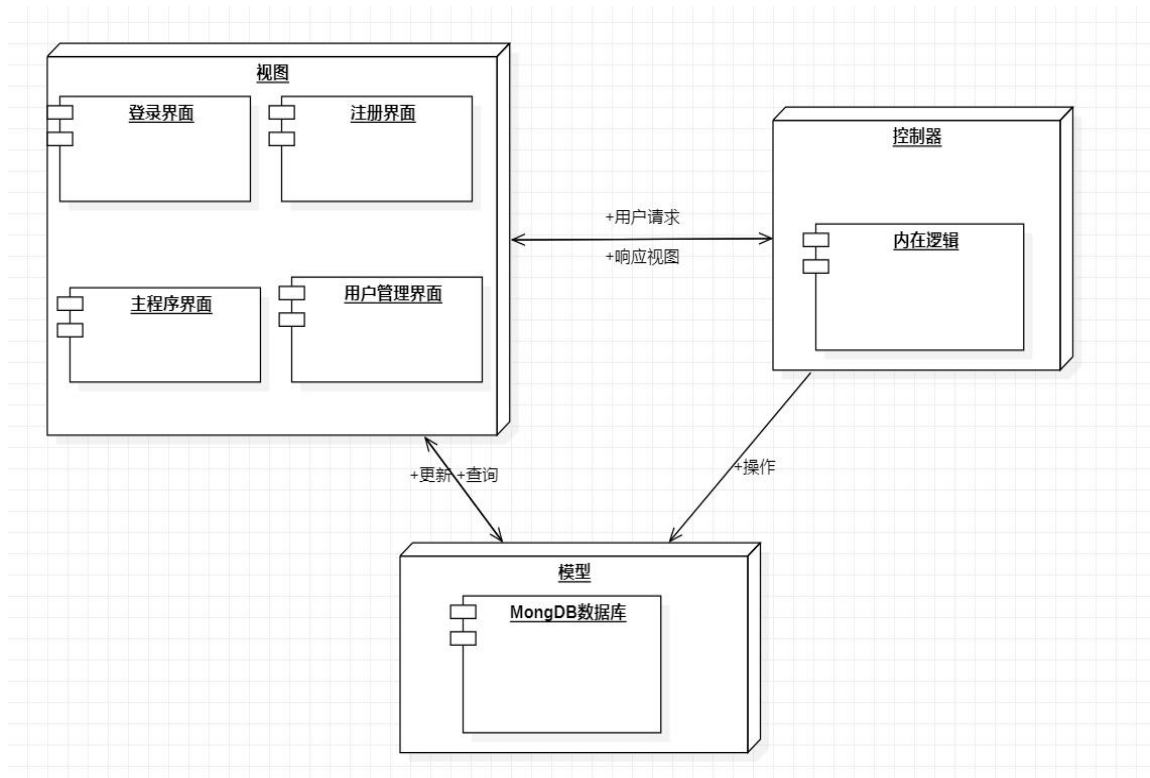 视图
登录界面
注册界面
主程序界面
用户管理界面
控制器
内在逻辑
+用户请求
+响应视图
+更新 +查询
+操作
模型
MongDB数据库